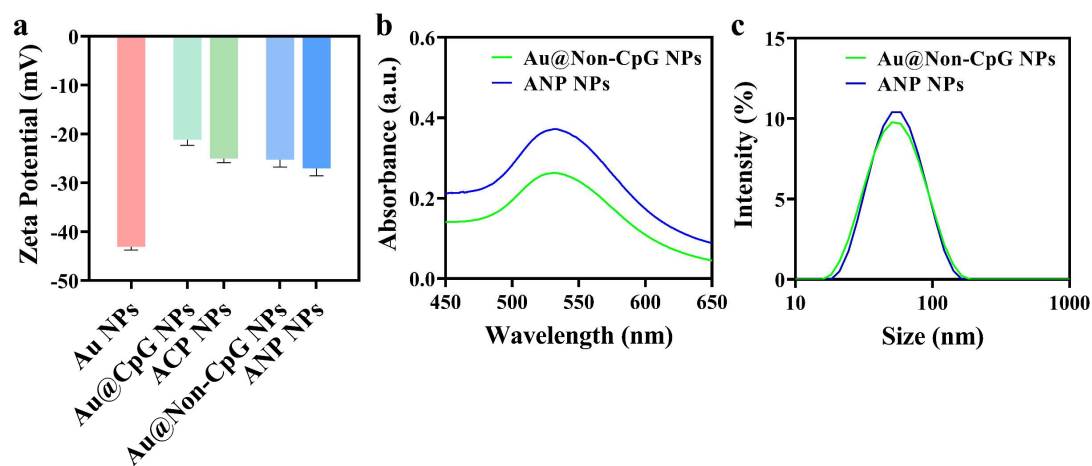 a
Zeta Potential (mV)
0
-10
-20
-30
-40
-50
Au NPs
Au@CpG NPs
ACP NPs
Au@Non-CpG NPs
ANP NPs
b
Absorbance (a.u.)
0.6
0.4
0.2
0.0
Au@Non-CpG NPs
ANP NPs
450
500
550
600
650
Wavelength (nm)
c
Intensity (%)
15
10
5
0
Au@Non-CpG NPs
ANP NPs
10
100
1000
Size (nm)